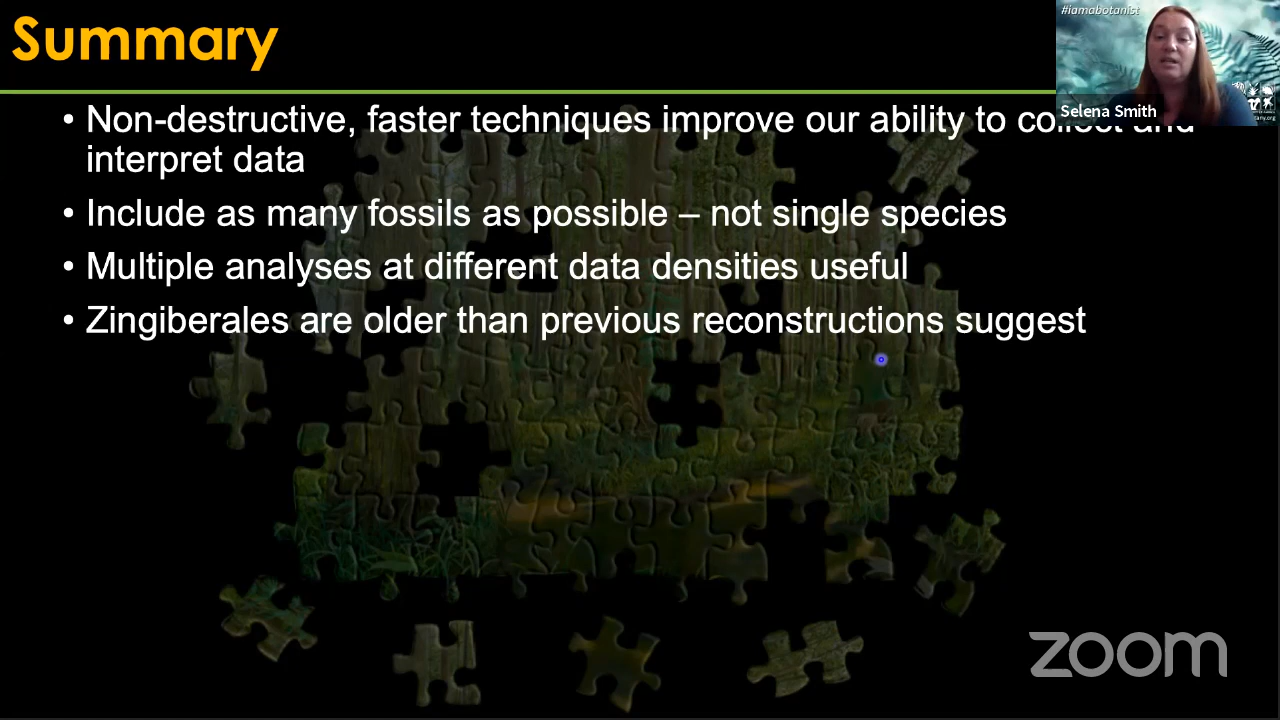 Summary
#iamabotanist
Selena Smith
• Non-destructive, faster techniques improve our ability to collect and
interpret data
• Include as many fossils as possible – not single species
• Multiple analyses at different data densities useful
• Zingiberales are older than previous reconstructions suggest
zoom